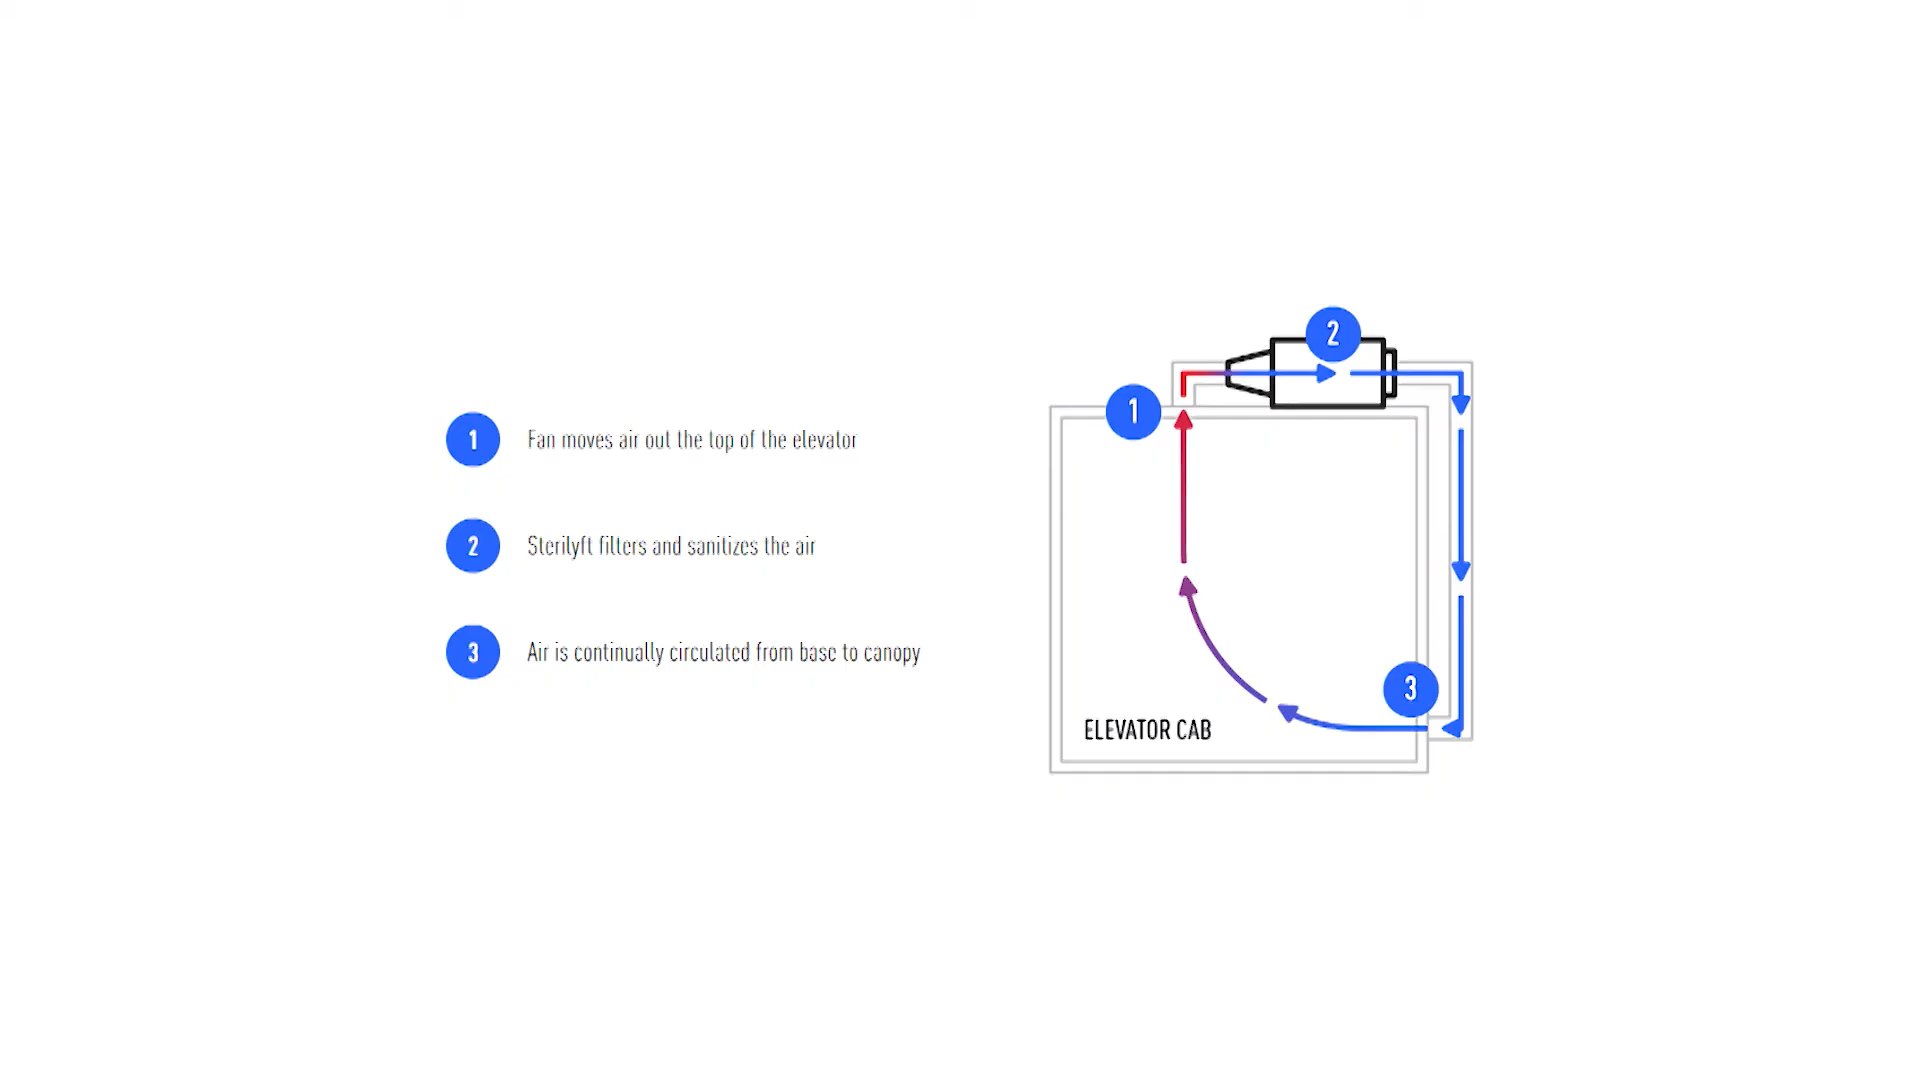 1 Fan moves air out the top of the elevator
2 Sterilyft filters and sanitizes the air
3 Air is continually circulated from base to canopy
2
1
3
ELEVATOR CAB